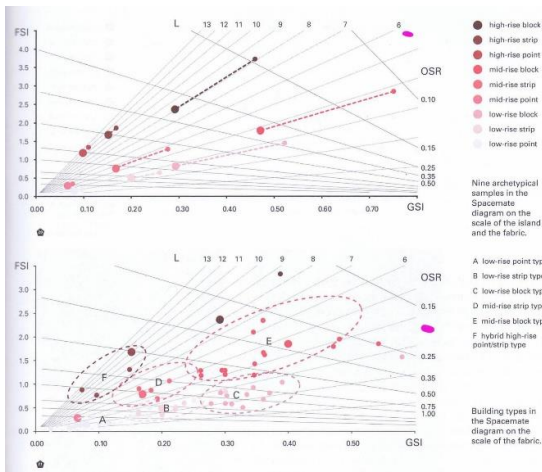 FSI
L
13 12 11 10 9 8 7 6
high-rise block
high-rise strip
high-rise point
mid-rise block
mid-rise strip
mid-rise point
low-rise block
low-rise strip
low-rise point
OSR
4.0
3.5
3.0
2.5
2.0
1.5
1.0
0.5
0.0
0.10
0.15
0.25
0.35
0.50
0.00 0.10 0.20 0.30 0.40 0.50 0.60 0.70
GSI
Nine archetypical
samples in the
Spacemate
diagram on the
scale of the island
and the fabric.
FSI
L
13 12 11 10 9 8 7 6
OSR
3.0
2.5
2.0
1.5
1.0
0.5
0.0
0.15
0.25
0.35
0.50
0.75
1.00
A
B
C
D
E
F
0.00 0.10 0.20 0.30 0.40 0.50
GSI
A low-rise point typ
B low-rise strip type
C low-rise block typ
D mid-rise strip typ
E mid-rise block typ
F hybrid high-rise
point/strip type
Building types in
the Spacemate
diagram on the
scale of the fabric.